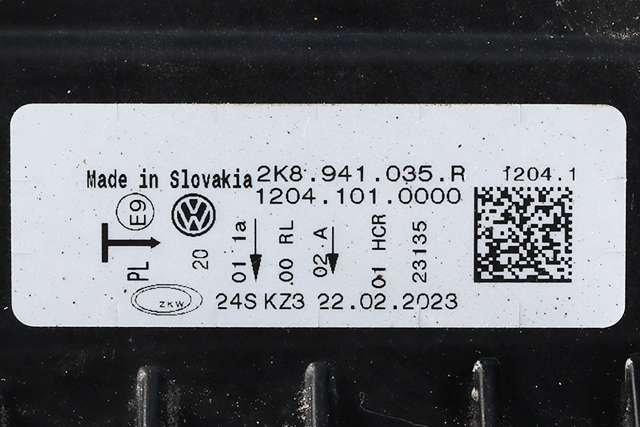 Made in Slovakia 2K8.941.035.R 1204.1
1204.101.0000
E9
PL
20
01 1a
.00 RL
02 A
01 HCR
23135
ZKW
24S KZ3 22.02.2023